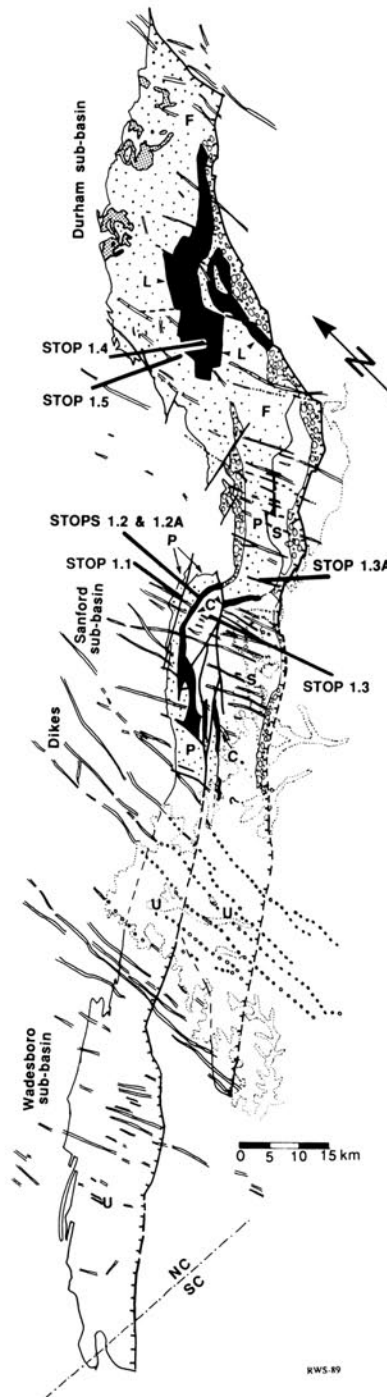 Durham sub-basin
F
L
L
L
STOP 1.4
STOP 1.5
N
F
P
S
STOPS 1.2 & 1.2A
P
STOP 1.1
STOP 1.3A
C
Sanford sub-basin
STOP 1.3
S
P
C
?
Dikes
U
U
Wadesboro sub-basin
0 5 10 15 km
U
NC
SC
RWS-89